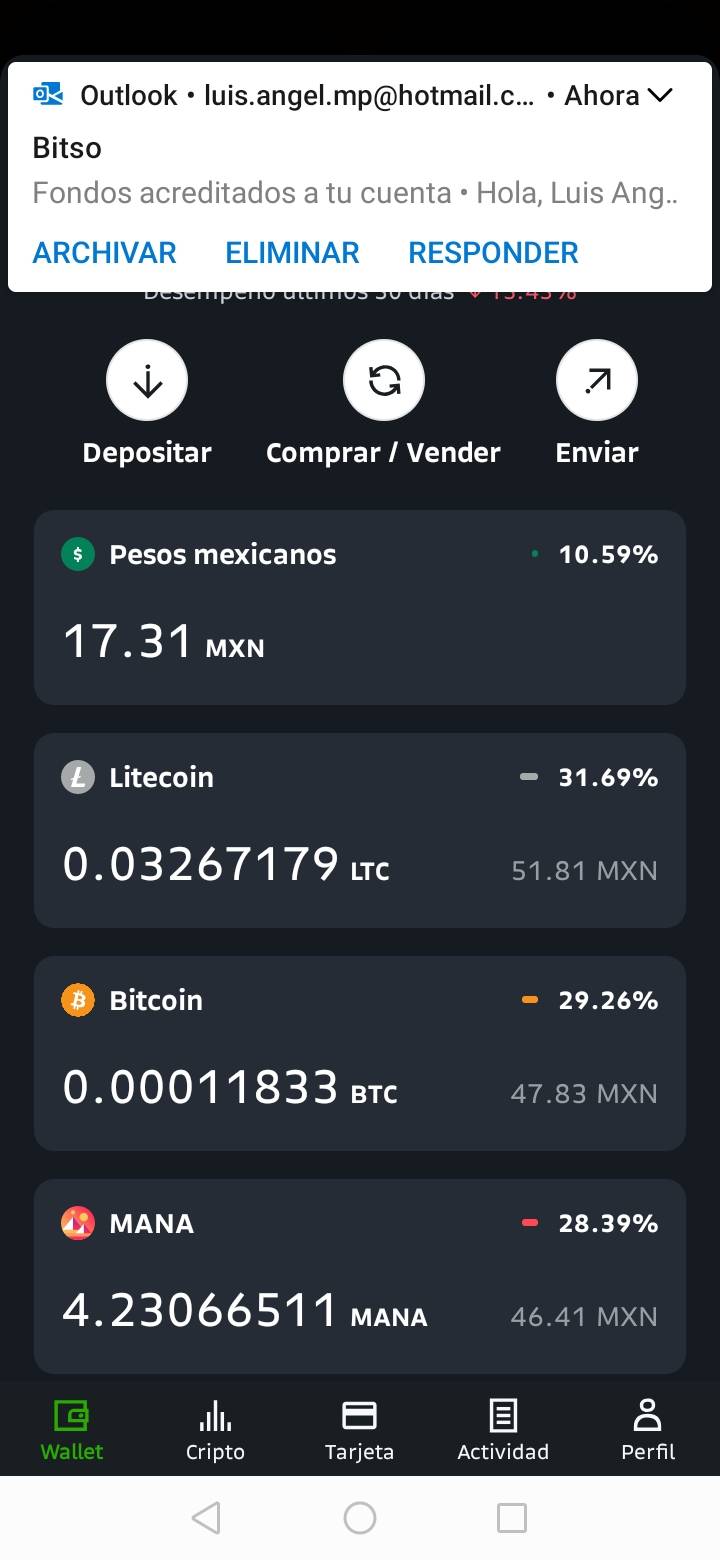 Outlook • luis.angel.mp@hotmail.c... • Ahora
Bitso
Fondos acreditados a tu cuenta • Hola, Luis Ang..
ARCHIVAR ELIMINAR RESPONDER
Desempeño últimos 30 días 13.43%
Depositar Comprar / Vender Enviar
$ Pesos mexicanos 10.59%
17.31 MXN
Litecoin 31.69%
0.03267179 LTC 51.81 MXN
Bitcoin 29.26%
0.00011833 BTC 47.83 MXN
MANA 28.39%
4.23066511 MANA 46.41 MXN
Wallet Cripto Tarjeta Actividad Perfil